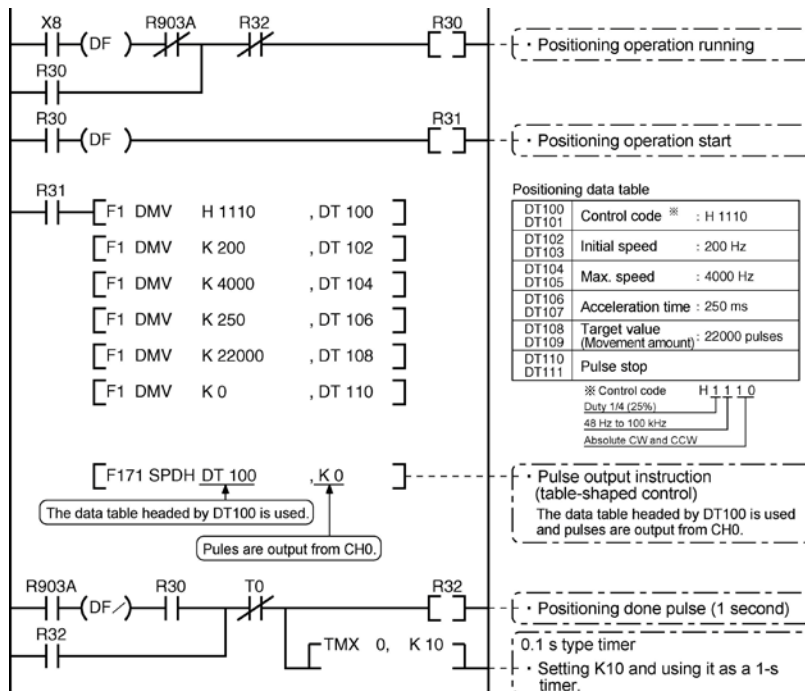 X8 R903A R32 R30
(DF ) · Positioning operation running
R30
R30 R31
(DF ) · Positioning operation start
R31
F1 DMV H 1110 , DT 100
F1 DMV K 200 , DT 102
F1 DMV K 4000 , DT 104
F1 DMV K 250 , DT 106
F1 DMV K 22000 , DT 108
F1 DMV K 0 , DT 110
Positioning data table
DT100
DT101 Control code ※ : H 1110
DT102
DT103 Initial speed : 200 Hz
DT104
DT105 Max. speed : 4000 Hz
DT106
DT107 Acceleration time : 250 ms
DT108 Target value
DT109 (Movement amount) : 22000 pulses
DT110
DT111 Pulse stop
※ Control code H 1 1 1 0
Duty 1/4 (25%)
48 Hz to 100 kHz
Absolute CW and CCW
F171 SPDH DT 100 , K 0
The data table headed by DT100 is used.
Pules are output from CH0.
· Pulse output instruction
(table-shaped control)
The data table headed by DT100 is used
and pulses are output from CH0.
R903A R30 T0 R32
(DF/) · Positioning done pulse (1 second)
R32
TMX 0, K 10
0.1 s type timer
· Setting K10 and using it as a 1-s
timer.